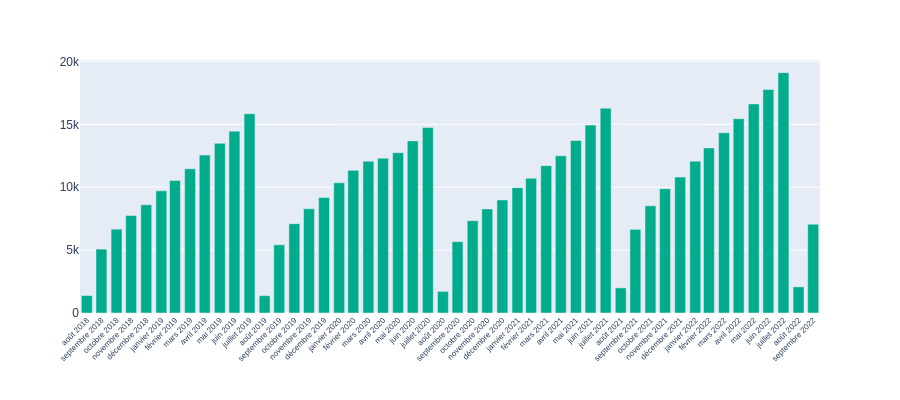 20k
15k
10k
5k
0
août 2018
septembre 2018
octobre 2018
novembre 2018
décembre 2018
janvier 2019
février 2019
mars 2019
avril 2019
mai 2019
juin 2019
juillet 2019
août 2019
septembre 2019
octobre 2019
novembre 2019
décembre 2019
janvier 2020
février 2020
mars 2020
avril 2020
mai 2020
juin 2020
juillet 2020
août 2020
septembre 2020
octobre 2020
novembre 2020
décembre 2020
janvier 2021
février 2021
mars 2021
avril 2021
mai 2021
juin 2021
juillet 2021
août 2021
septembre 2021
octobre 2021
novembre 2021
décembre 2021
janvier 2022
février 2022
mars 2022
avril 2022
mai 2022
juin 2022
juillet 2022
août 2022
septembre 2022